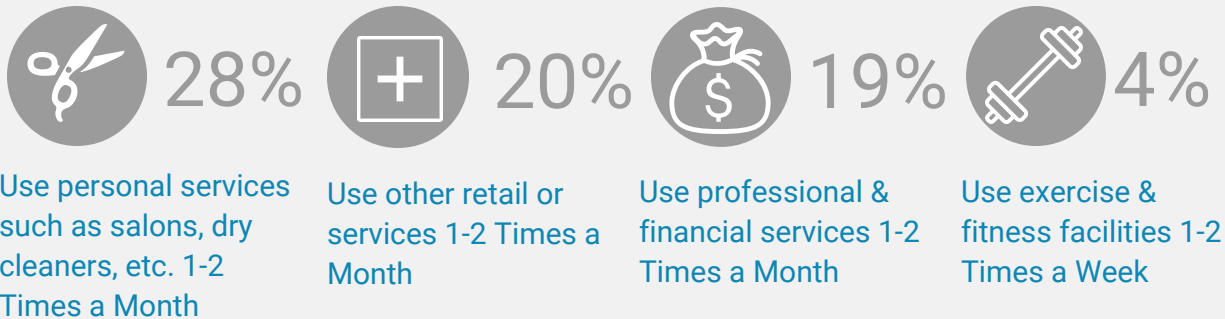 28%
Use personal services
such as salons, dry
cleaners, etc. 1-2
Times a Month
20%
Use other retail or
services 1-2 Times a
Month
$
19%
Use professional &
financial services 1-2
Times a Month
4%
Use exercise &
fitness facilities 1-2
Times a Week